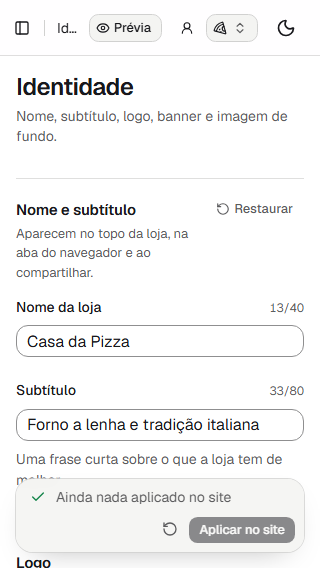 Id...
Prévia
Identidade
Nome, subtítulo, logo, banner e imagem de
fundo.
Nome e subtítulo
Restaurar
Aparecem no topo da loja, na
aba do navegador e ao
compartilhar.
Nome da loja
13/40
Casa da Pizza
Subtítulo
33/80
Forno a lenha e tradição italiana
Uma frase curta sobre o que a loja tem de
Ainda nada aplicado no site
Aplicar no site
Logo